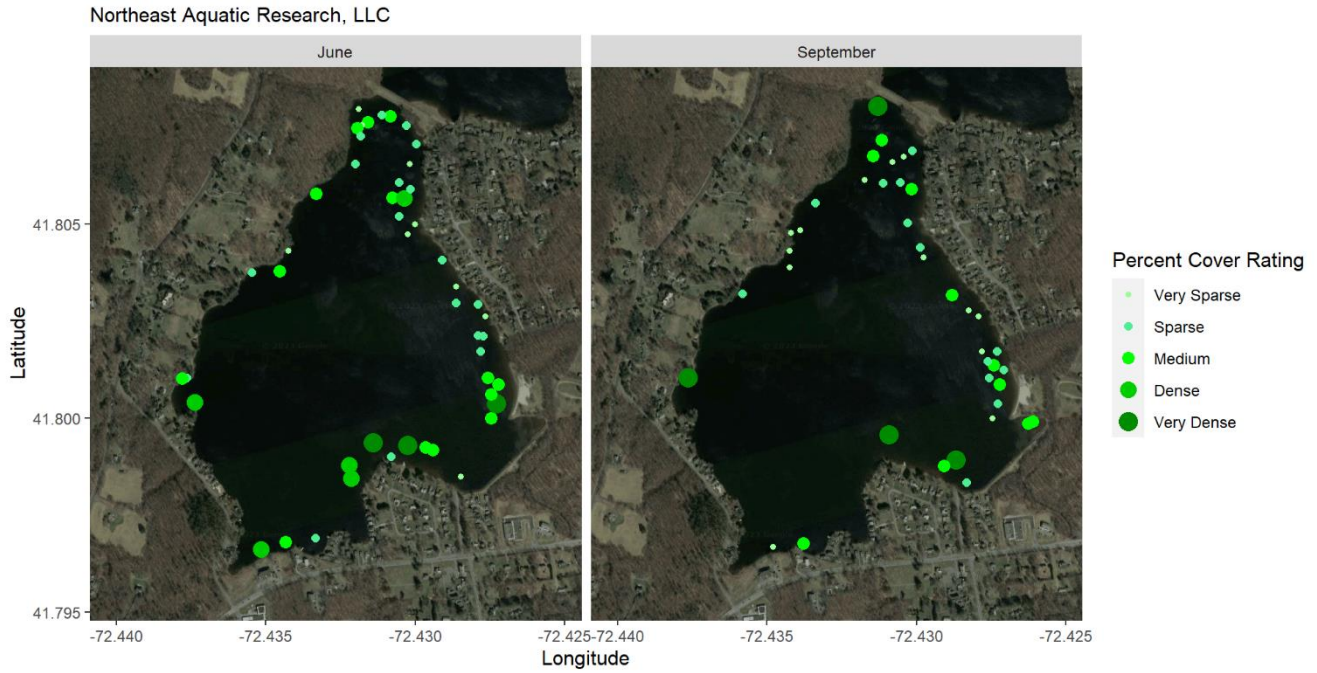 Northeast Aquatic Research, LLC
June
September
Latitude
41.805
41.800
41.795
-72.440
-72.435
-72.430
-72.425
-72.440
-72.435
-72.430
-72.425
Longitude
Percent Cover Rating
Very Sparse
Sparse
Medium
Dense
Very Dense